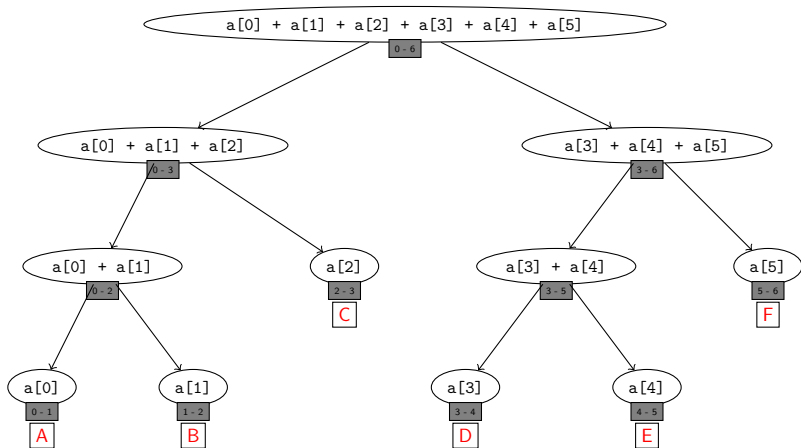 a[0] + a[1] + a[2] + a[3] + a[4] + a[5]
0 - 6
a[0] + a[1] + a[2]
0 - 3
a[3] + a[4] + a[5]
3 - 6
a[0] + a[1]
0 - 2
a[2]
2 - 3
C
a[3] + a[4]
3 - 5
a[5]
5 - 6
F
a[0]
0 - 1
A
a[1]
1 - 2
B
a[3]
3 - 4
D
a[4]
4 - 5
E